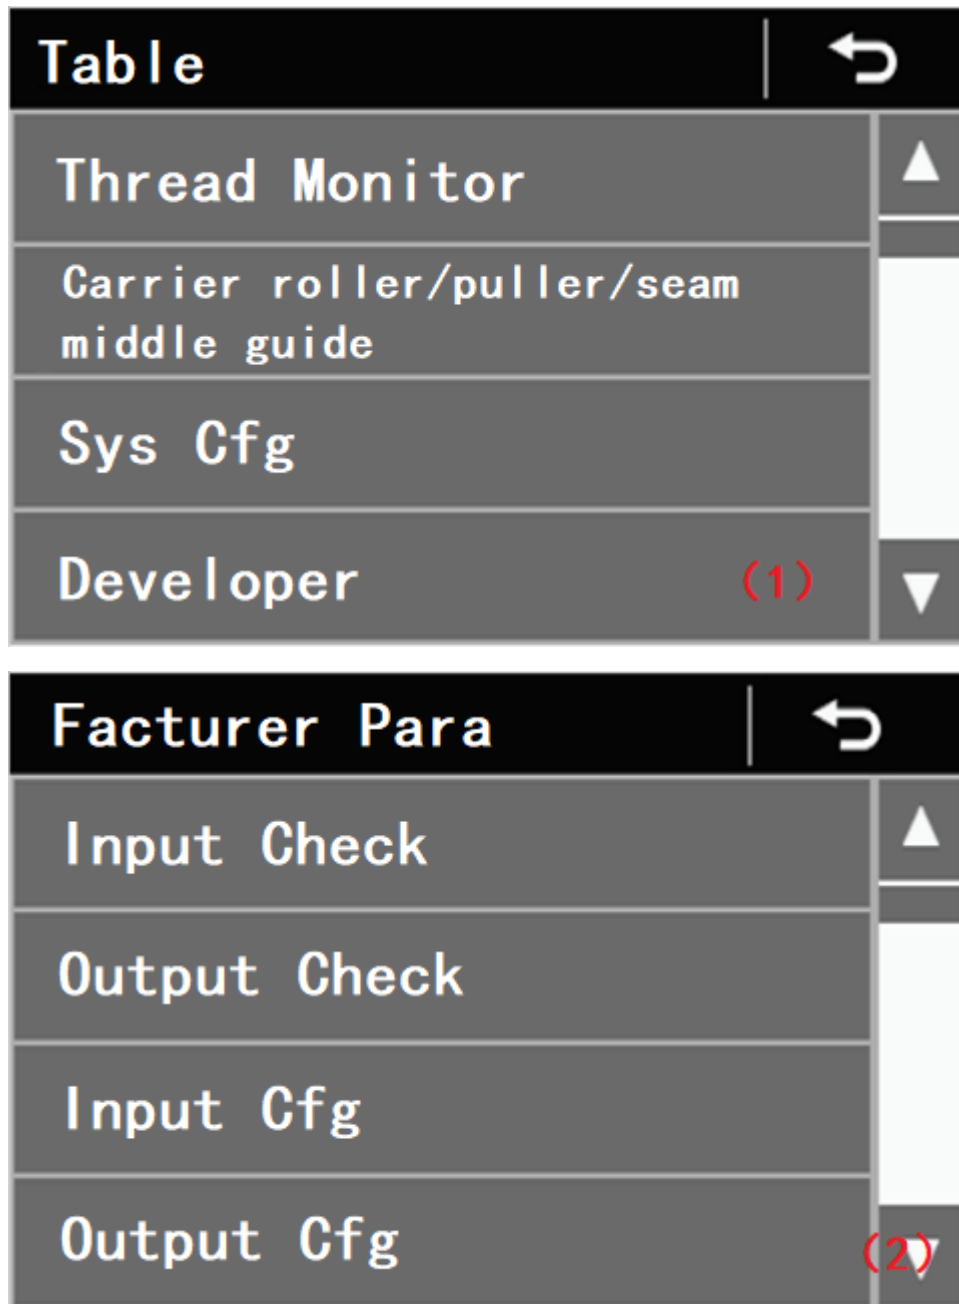 Table
Thread Monitor
Carrier roller/puller/seam
middle guide
Sys Cfg
Developer (1)
Facturer Para
Input Check
Output Check
Input Cfg
Output Cfg (2)